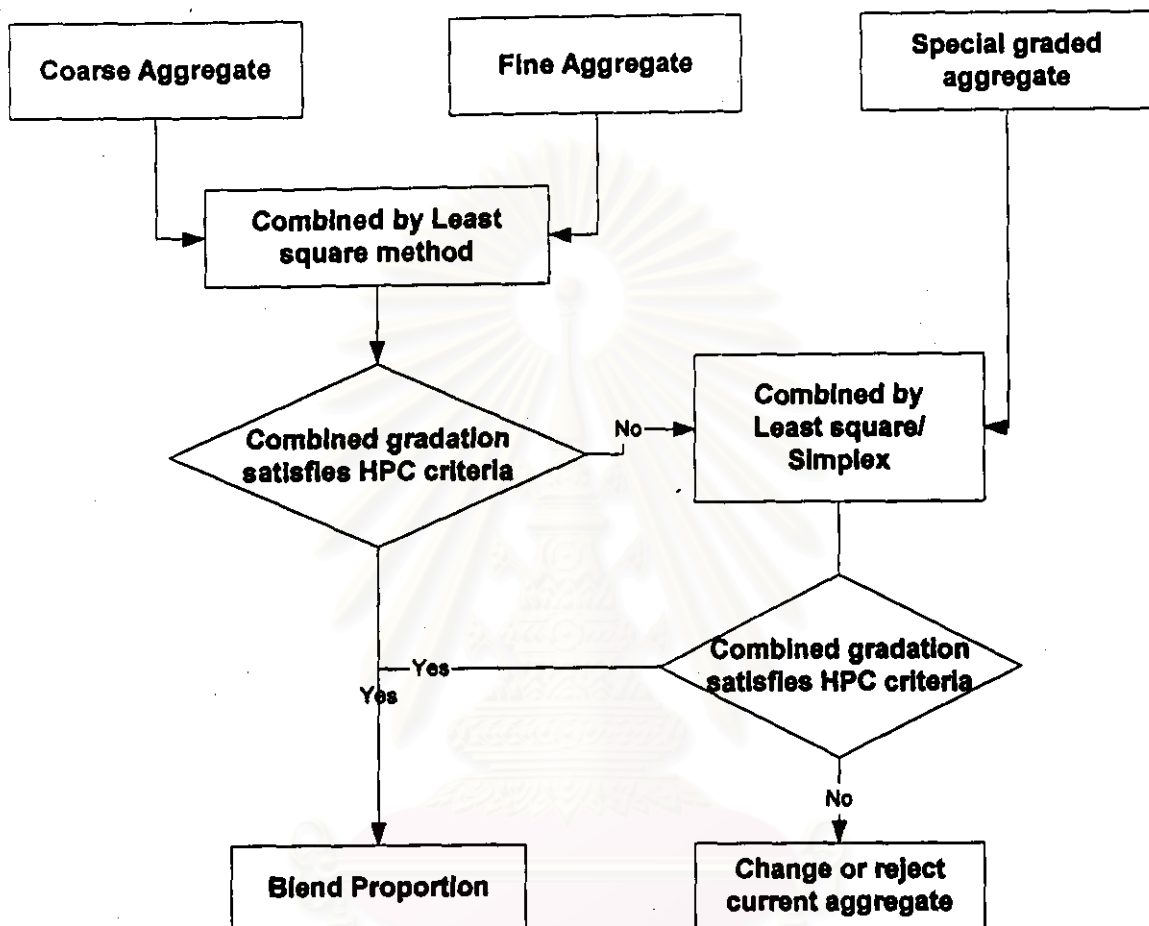 Coarse Aggregate
Fine Aggregate
Special graded
aggregate
Combined by Least
square method
Combined gradation
satisfies HPC criteria
No
Combined by
Least square/
Simplex
Combined gradation
satisfies HPC criteria
Yes
Yes
No
Blend Proportion
Change or reject
current aggregate